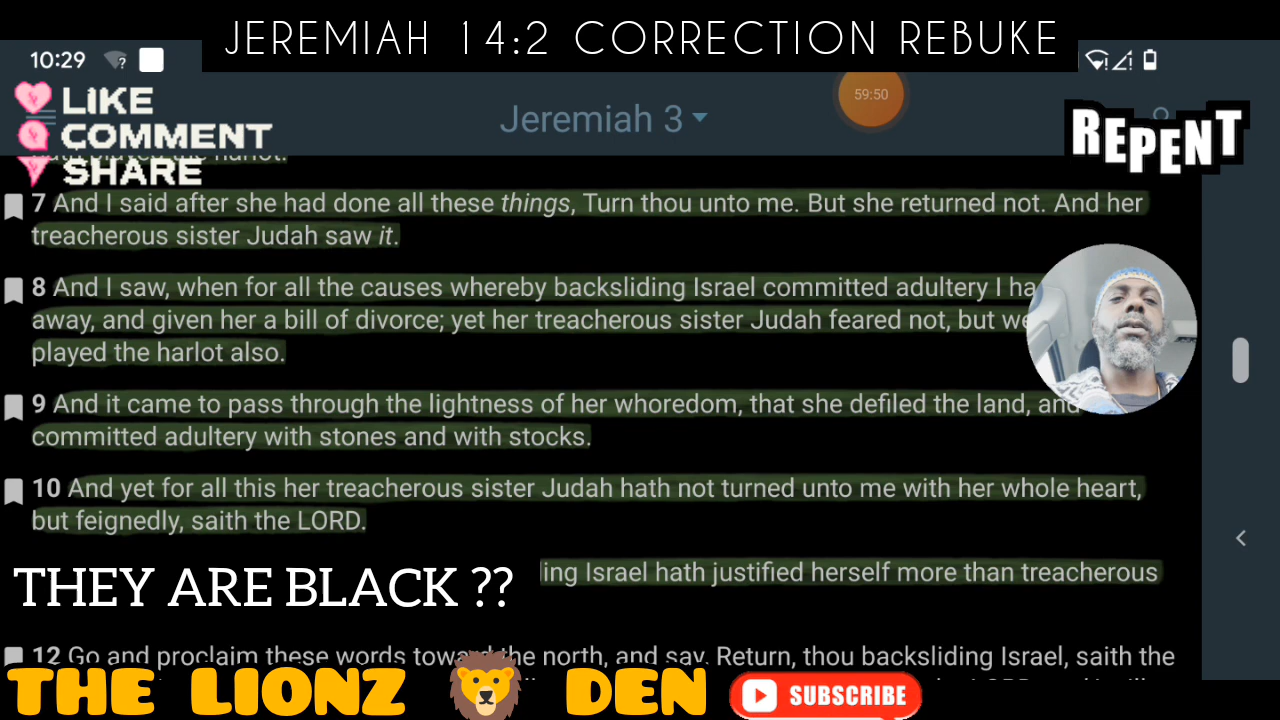 JEREMIAH 14:2 CORRECTION REBUKE
10:29
?
LIKE
COMMENT
SHARE
Jeremiah 3
59:50
REPENT
7 And I said after she had done all these things, Turn thou unto me. But she returned not. And her
treacherous sister Judah saw it.
8 And I saw, when for all the causes whereby backsliding Israel committed adultery I ha
away, and given her a bill of divorce; yet her treacherous sister Judah feared not, but we
played the harlot also.
9 And it came to pass through the lightness of her whoredom, that she defiled the land, and
committed adultery with stones and with stocks.
10 And yet for all this her treacherous sister Judah hath not turned unto me with her whole heart,
but feignedly, saith the LORD.
THEY ARE BLACK ??
ing Israel hath justified herself more than treacherous
12 Go and proclaim these words toward the north, and say, Return, thou backsliding Israel, saith the
THE LIONZ DEN
SUBSCRIBE